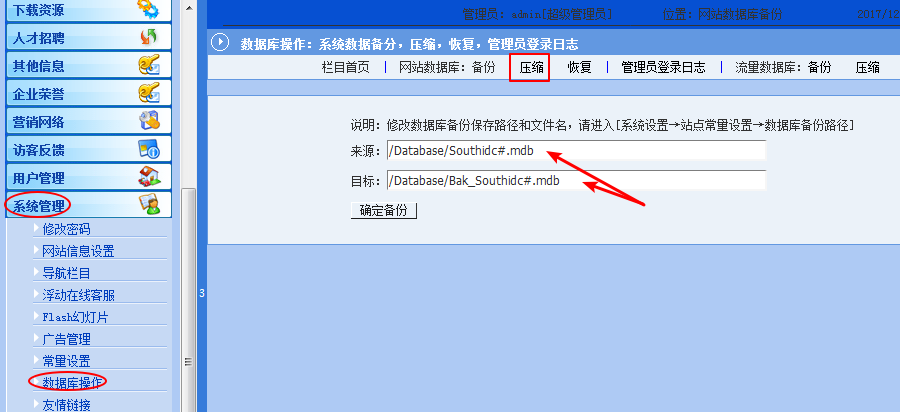 管理员：admin[超级管理员] 位置：网站数据库备份 2017/12
数据库操作：系统数据备分，压缩，恢复，管理员登录日志
栏目首页 | 网站数据库：备份 压缩 恢复 | 管理员登录日志 | 流量数据库：备份 压缩
说明：修改数据库备份保存路径和文件名，请进入[系统设置→站点常量设置→数据库备份路径]
来源：/Database/Southidc#.mdb
目标：/Database/Bak_Southidc#.mdb
确定备份
下载资源
人才招聘
其他信息
企业荣誉
营销网络
访客反馈
用户管理
系统管理
修改密码
网站信息设置
导航栏目
浮动在线客服
Flash幻灯片
广告管理
常量设置
数据库操作
友情链接
3